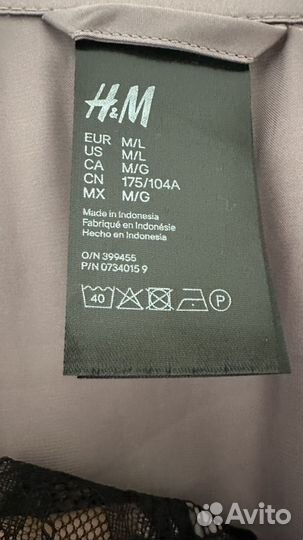 H&M
EUR M/L
US M/L
CA M/G
CN 175/104A
MX M/G
Made in Indonesia
Fabriqué en Indonésie
Hecho en Indonesia
O/N 399455
P/N 0734015 9
40 P
Avito